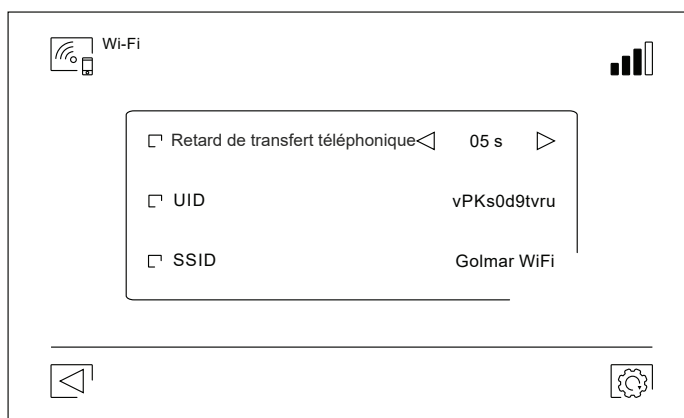 Wi-Fi
Retard de transfert téléphonique 05 s
UID vPKs0d9tvru
SSID Golmar WiFi